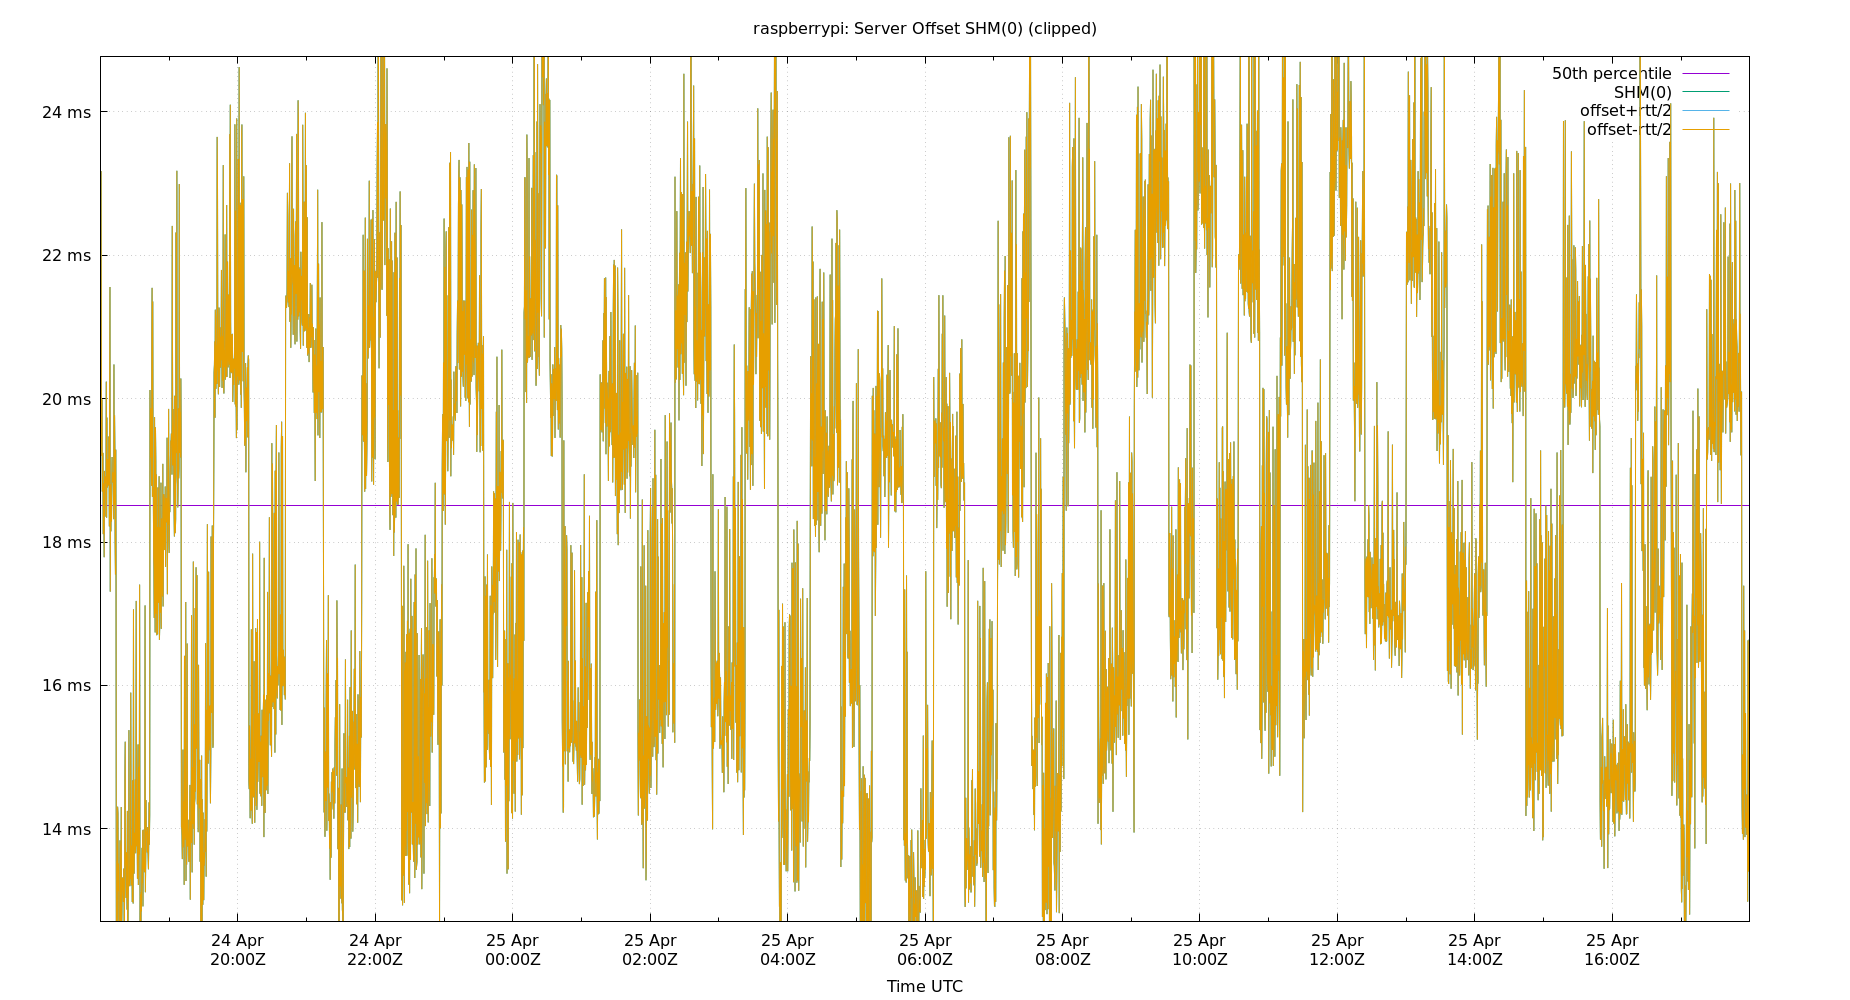 raspberrypi: Server Offset SHM(0) (clipped)
50th percentile
SHM(0)
offset+rtt/2
offset-rtt/2
24 ms
22 ms
20 ms
18 ms
16 ms
14 ms
24 Apr 24 Apr 25 Apr 25 Apr 25 Apr 25 Apr 25 Apr 25 Apr 25 Apr 25 Apr 25 Apr
20:00Z 22:00Z 00:00Z 02:00Z 04:00Z 06:00Z 08:00Z 10:00Z 12:00Z 14:00Z 16:00Z
Time UTC